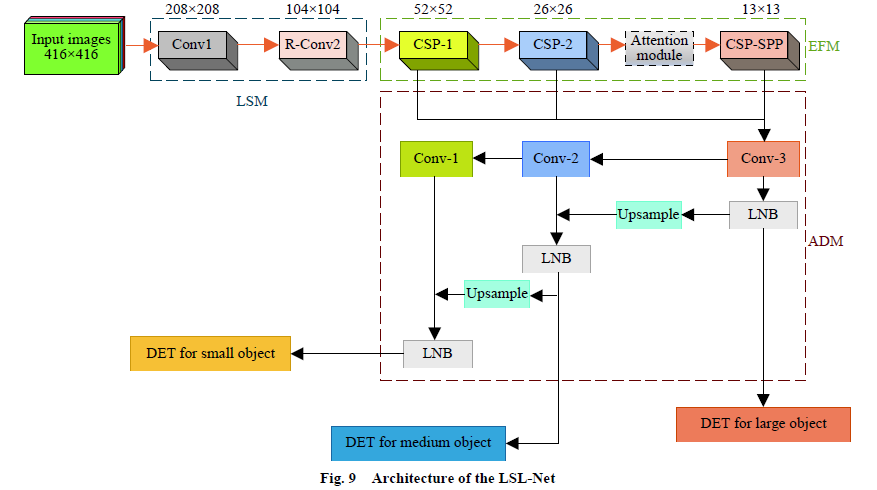 208×208
104×104
52×52
26×26
13×13
Input images
416×416
Conv1
R-Conv2
CSP-1
CSP-2
Attention
module
CSP-SPP
EFM
LSM
Conv-1
Conv-2
Conv-3
Upsample
LNB
ADM
LNB
Upsample
LNB
DET for small object
DET for large object
DET for medium object
Fig. 9 Architecture of the LSL-Net